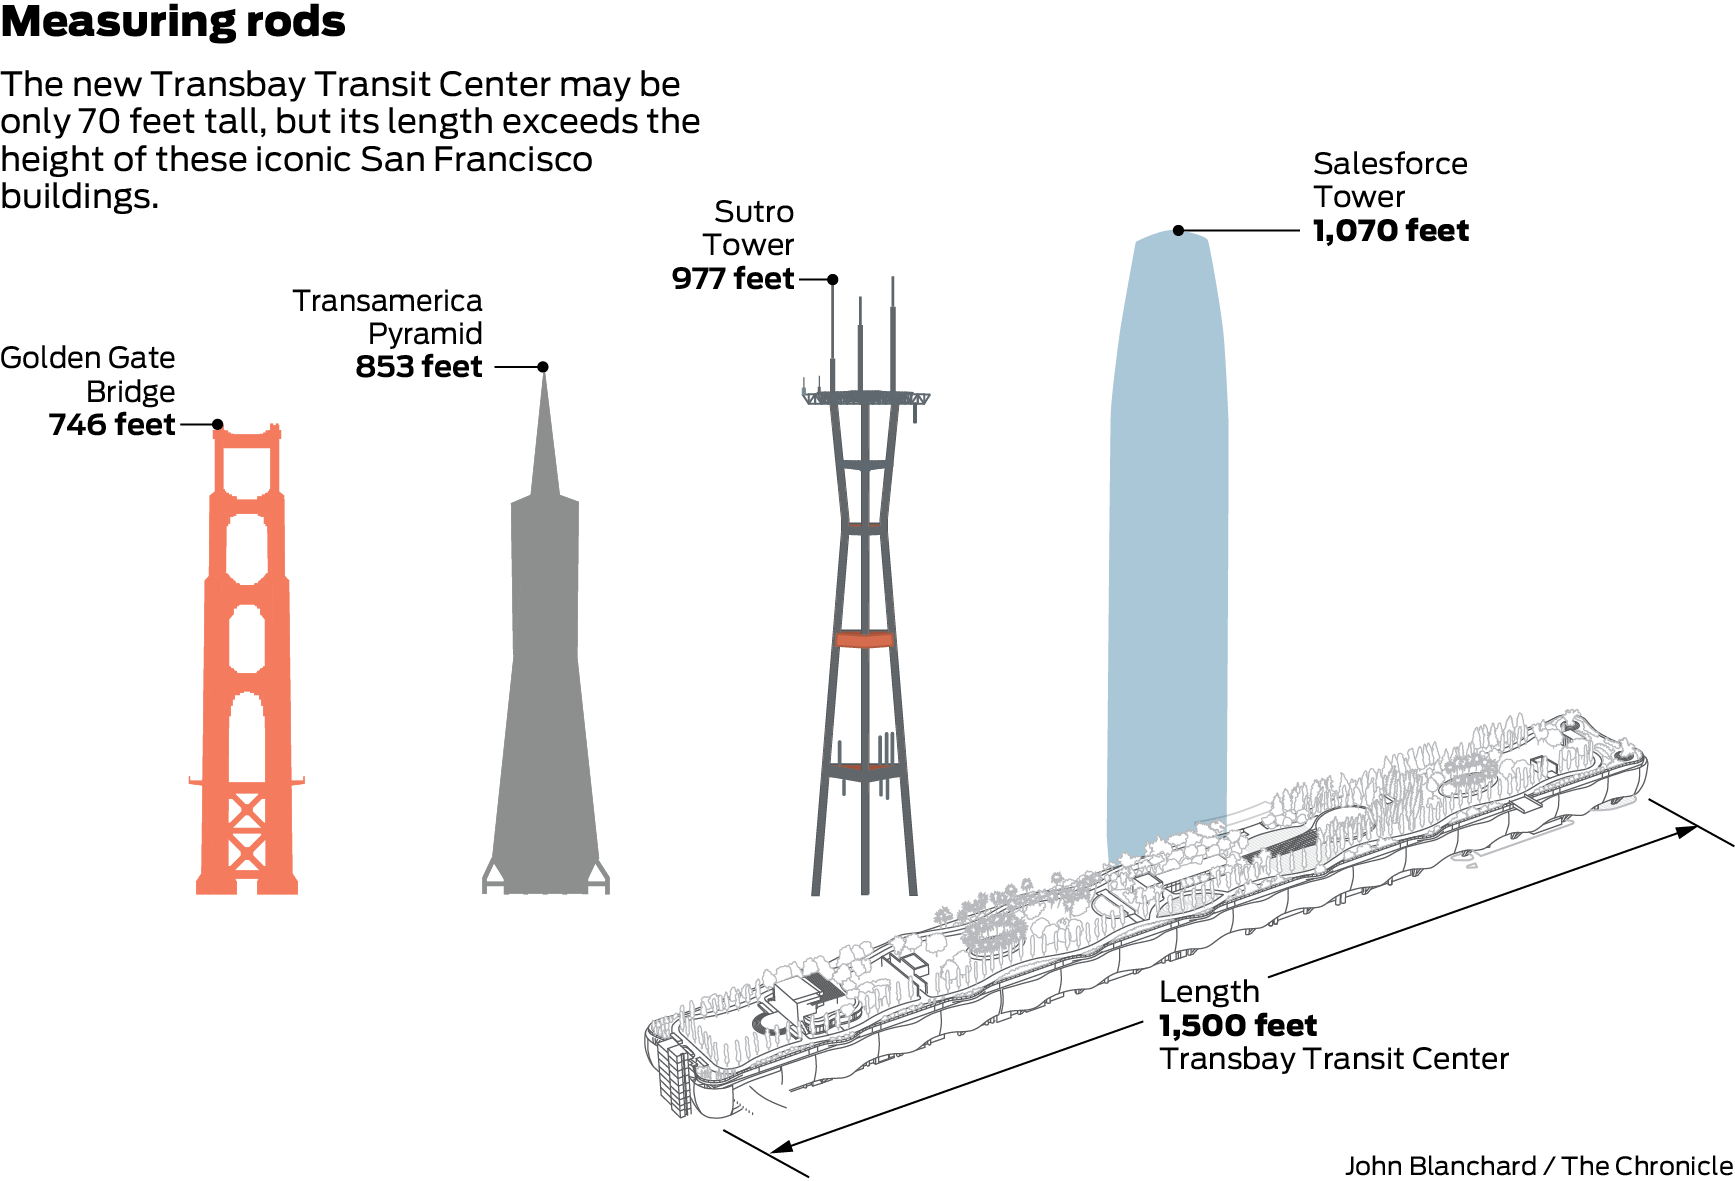 Measuring rods
The new Transbay Transit Center may be
only 70 feet tall, but its length exceeds the
height of these iconic San Francisco
buildings.
Golden Gate
Bridge
746 feet
Transamerica
Pyramid
853 feet
Sutro
Tower
977 feet
Salesforce
Tower
1,070 feet
Length
1,500 feet
Transbay Transit Center
John Blanchard / The Chronicle